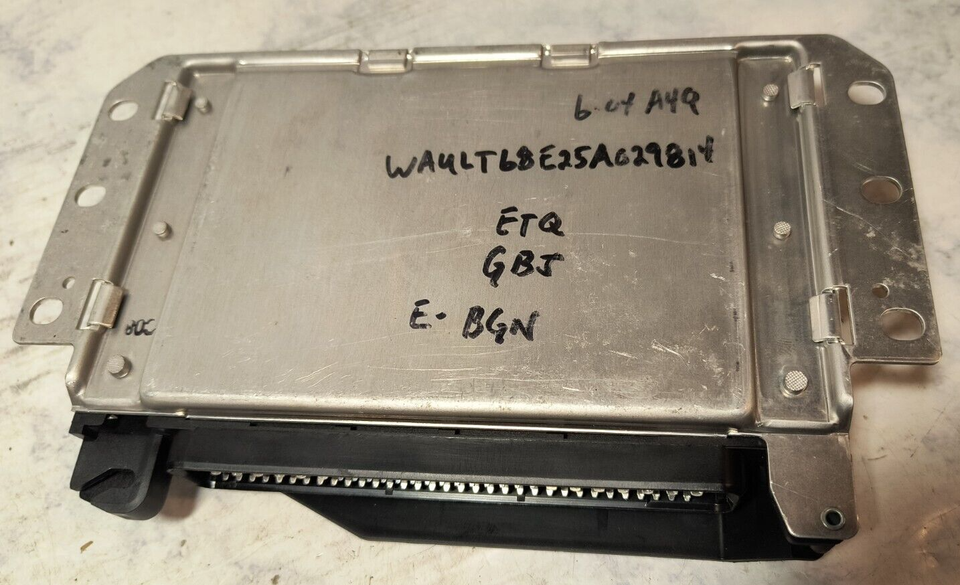 6-04 A4Q
WAULT68E25A029814
ETQ
GBJ
E- BGN